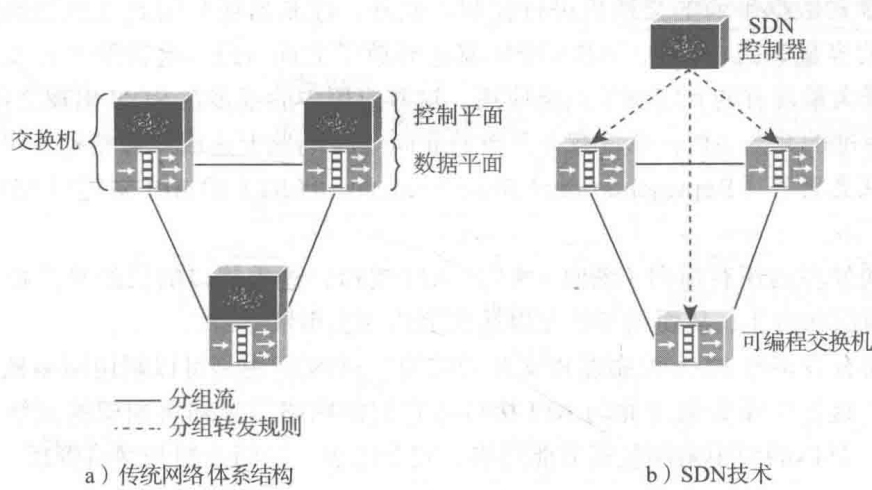 SDN
控制器
交换机
控制平面
数据平面
可编程交换机
分组流
分组转发规则
a）传统网络体系结构
b）SDN技术